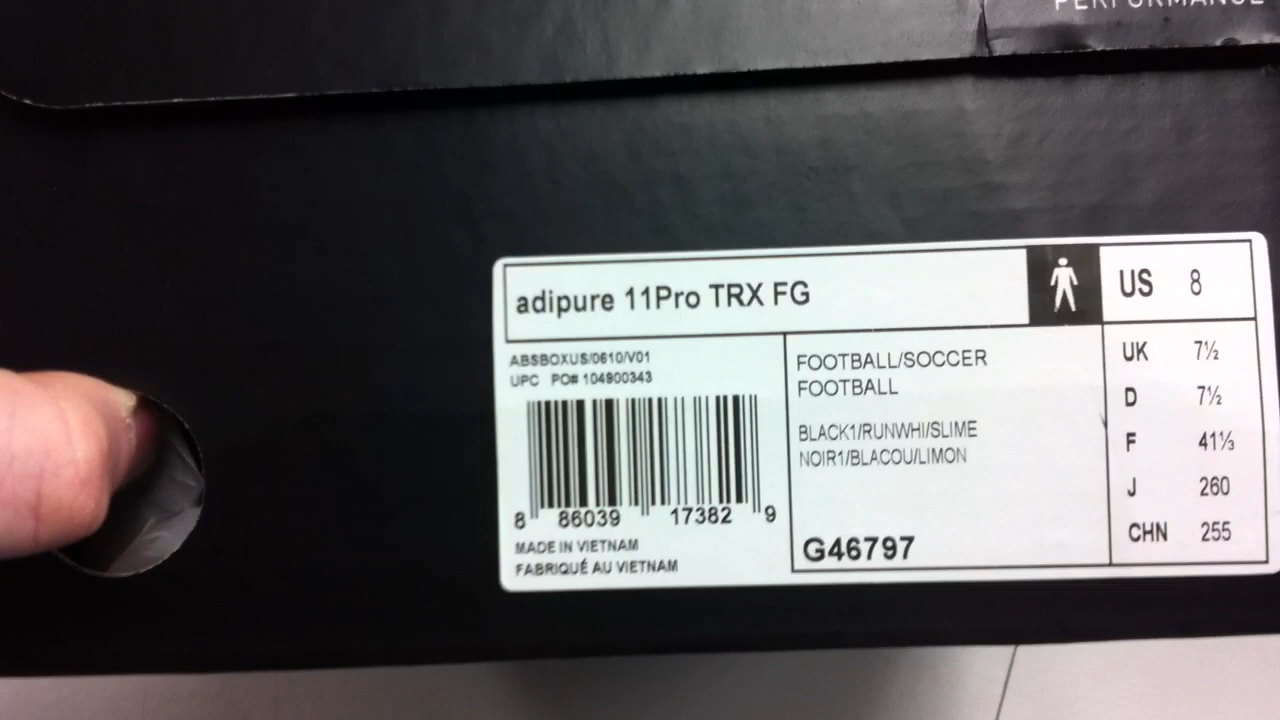 PERFORMANCE
adipure 11Pro TRX FG
US 8
ABSBOXUS/0610/V01
UPC PO# 104900343
8 86039 17382 9
MADE IN VIETNAM
FABRIQUÉ AU VIETNAM
FOOTBALL/SOCCER
FOOTBALL
BLACK1/RUNWHI/SLIME
NOIR1/BLACOU/LIMON
G46797
UK 7½
D 7½
F 41⅓
J 260
CHN 255